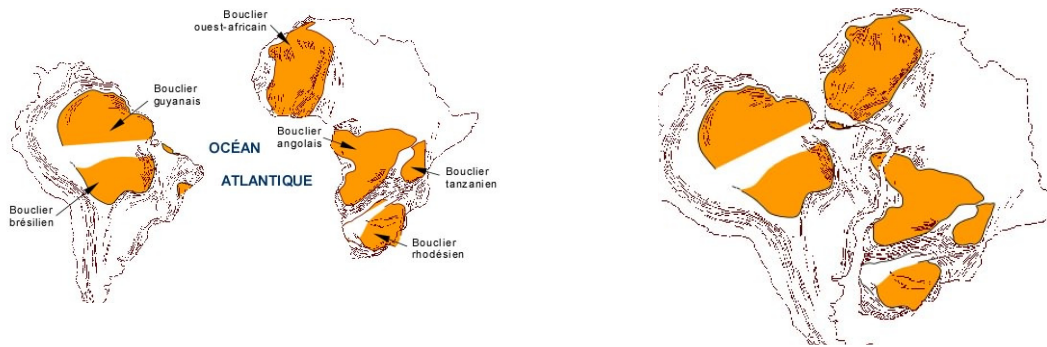 Bouclier
ouest-africain
Bouclier
guyanais
OCÉAN
ATLANTIQUE
Bouclier
angolais
Bouclier
tanzanien
Bouclier
brésilien
Bouclier
rhodésien